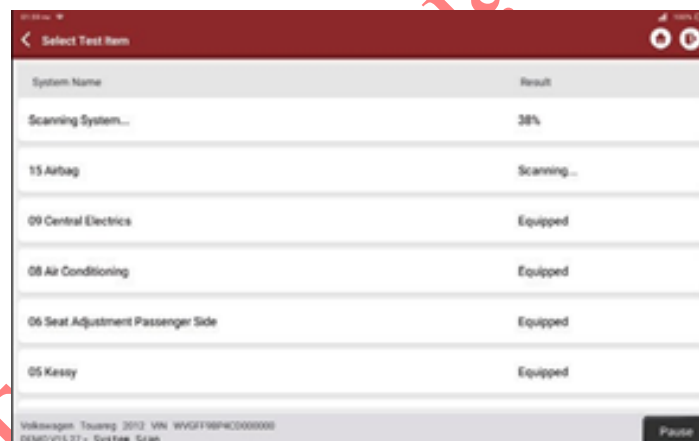 Select Test Item
System Name Result
Scanning System... 38%
15 Airbag Scanning...
09 Central Electrics Equipped
08 Air Conditioning Equipped
06 Seat Adjustment Passenger Side Equipped
05 Kessy Equipped
Volkswagen Touareg 2012 VIN
System Scan
Pause